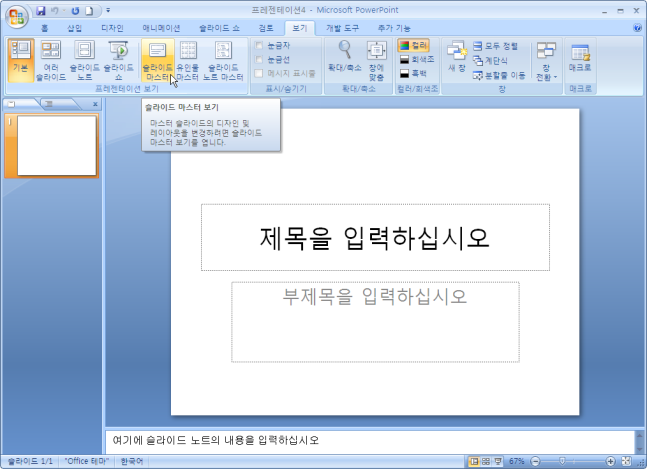 프레젠테이션4 - Microsoft PowerPoint
홈 삽입 디자인 애니메이션 슬라이드 쇼 검토 보기 개발 도구 추가 기능
기본
여러 슬라이드
슬라이드 노트
슬라이드 쇼
슬라이드 마스터
유인물 마스터
슬라이드 노트 마스터
프레젠테이션 보기
눈금자
눈금선
메시지 표시줄
표시/숨기기
확대/축소
창에 맞춤
확대/축소
컬러
회색조
흑백
컬러/회색조
새 창
모두 정렬
계단식
분할줄 이동
창 전환
창
매크로
매크로
슬라이드 마스터 보기
마스터 슬라이드의 디자인 및
레이아웃을 변경하려면 슬라이드
마스터 보기를 엽니다.
1
제목을 입력하십시오
부제목을 입력하십시오
여기에 슬라이드 노트의 내용을 입력하십시오
슬라이드 1/1 "Office 테마" 한국어 67%